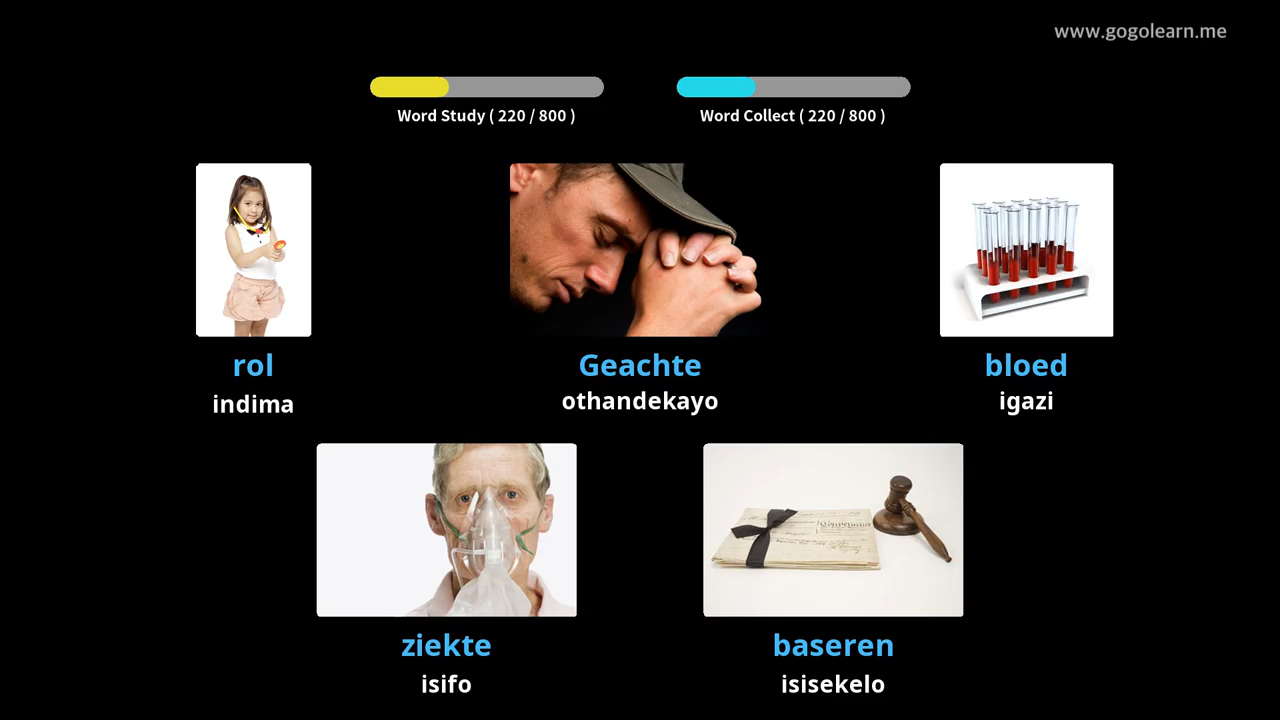 www.gogolearn.me
Word Study ( 220 / 800 )
Word Collect ( 220 / 800 )
rol
indima
Geachte
othandekayo
bloed
igazi
ziekte
isifo
baseren
isisekelo